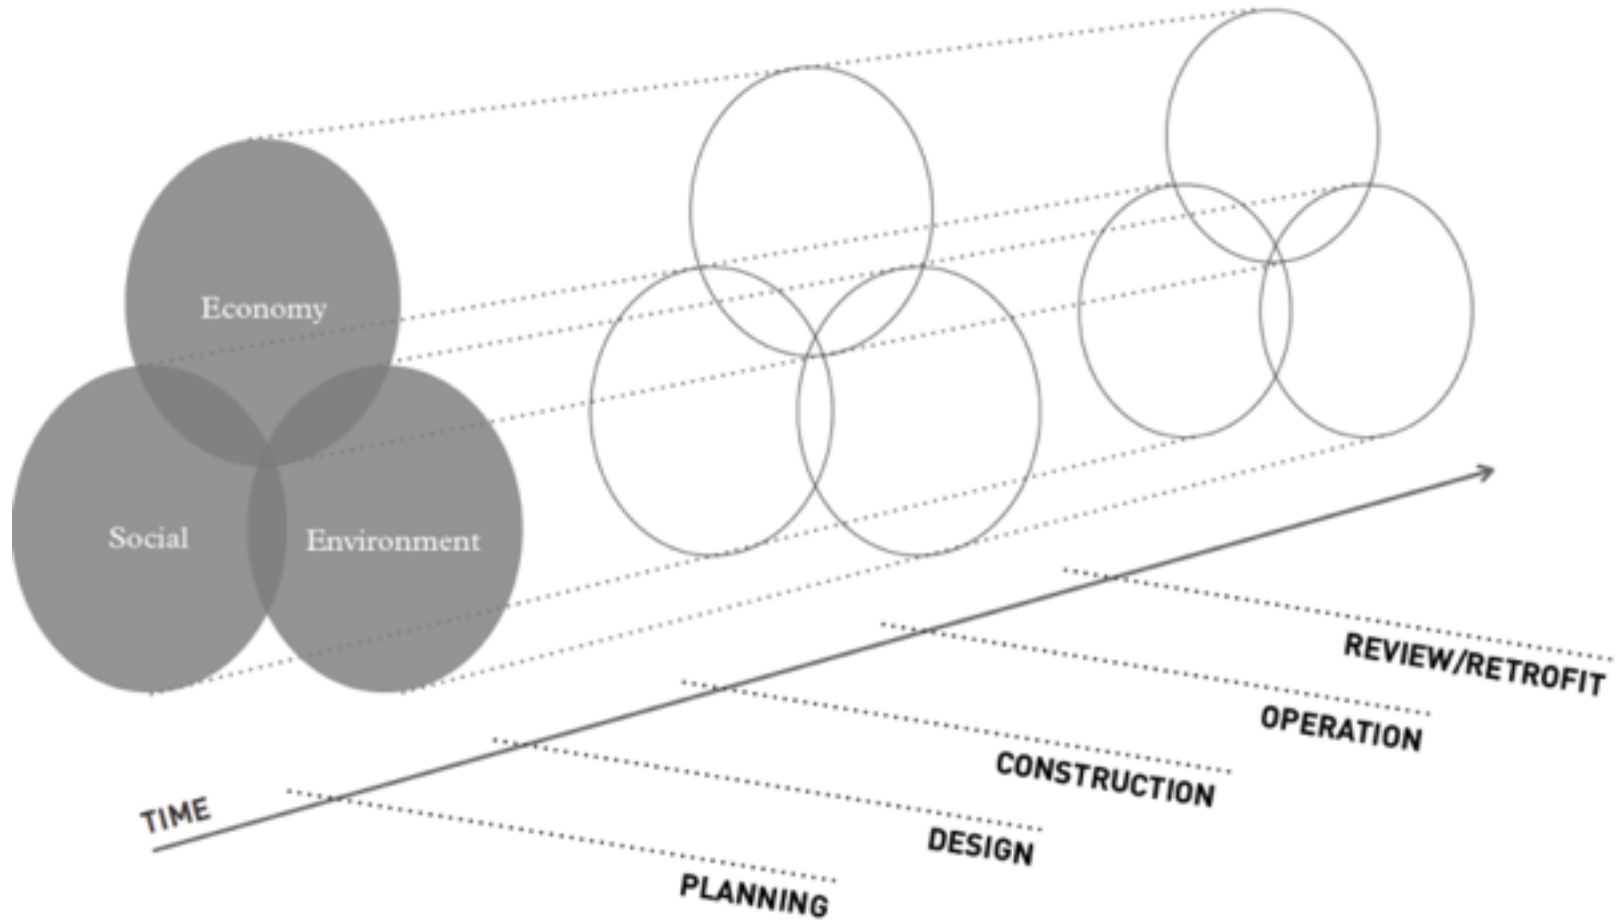 Economy
Social
Environment
TIME
REVIEW/RETROFIT
OPERATION
CONSTRUCTION
DESIGN
PLANNING